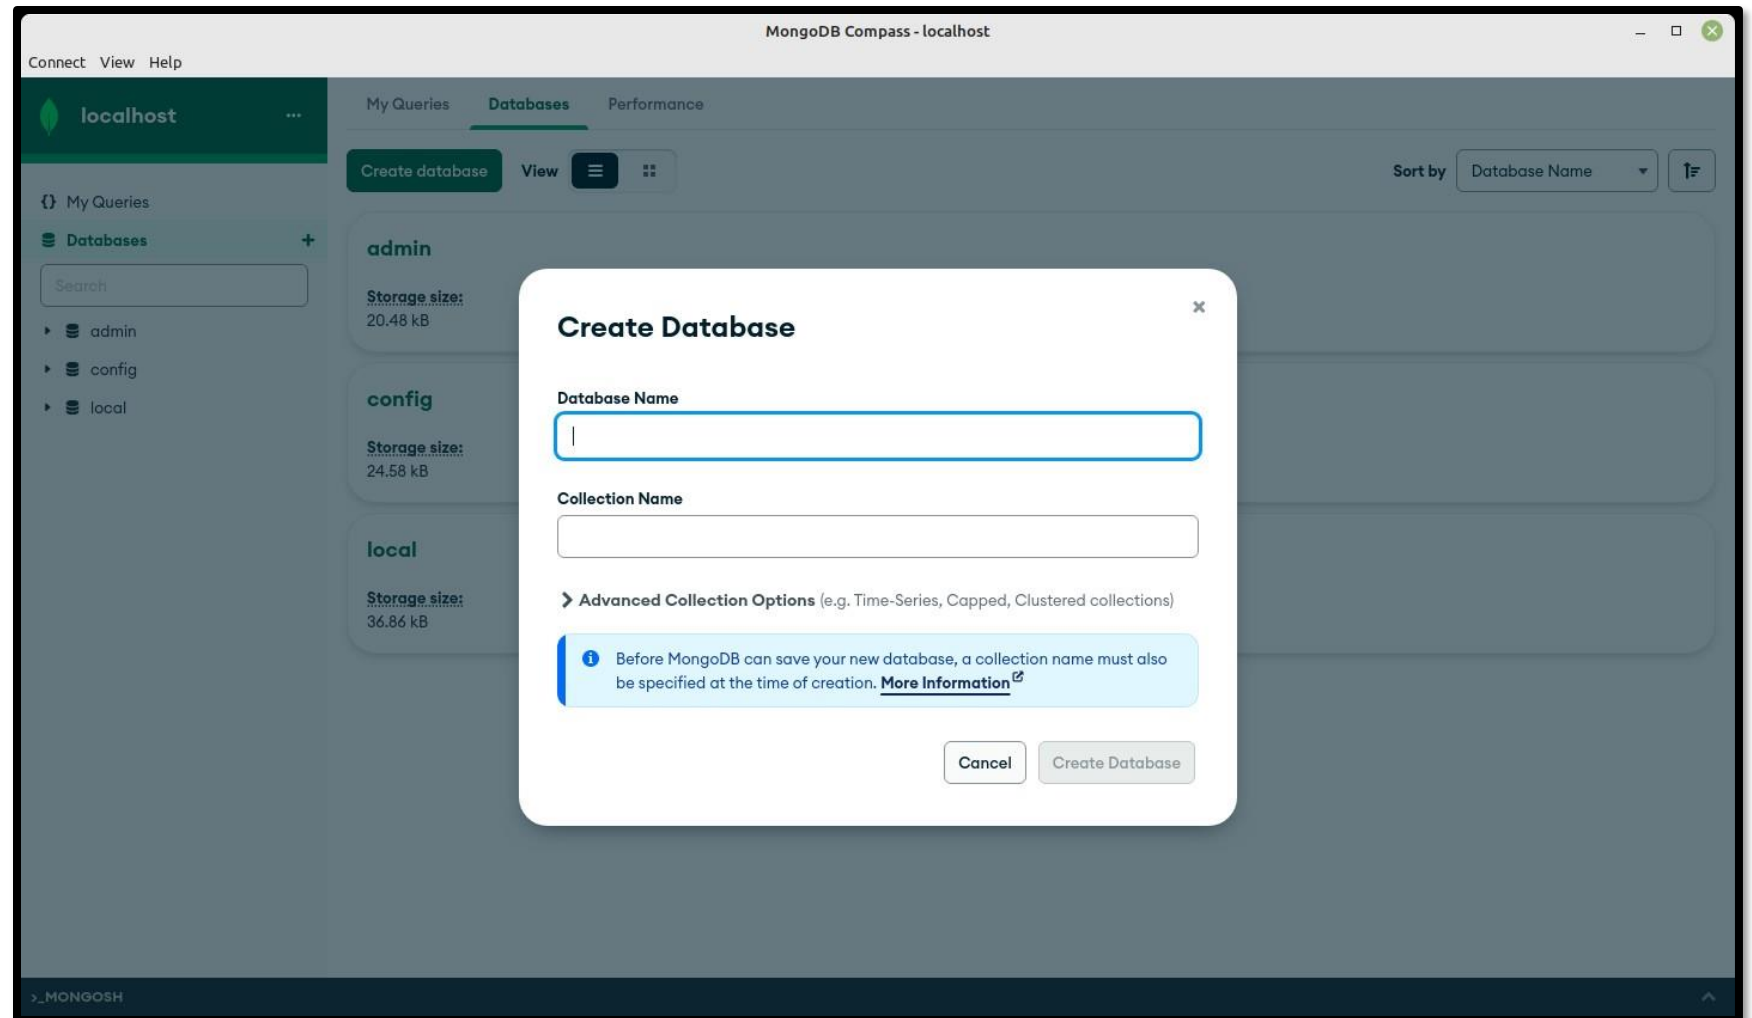 MongoDB Compass - localhost
Connect View Help
localhost ...
My Queries Databases Performance
Create database View Sort by Database Name
{} My Queries
Databases +
Search
admin
config
local
admin
Storage size:
20.48 kB
config
Storage size:
24.58 kB
local
Storage size:
36.86 kB
Create Database
Database Name
Collection Name
Advanced Collection Options (e.g. Time-Series, Capped, Clustered collections)
Before MongoDB can save your new database, a collection name must also
be specified at the time of creation. More Information
Cancel Create Database
>_MONGOSH